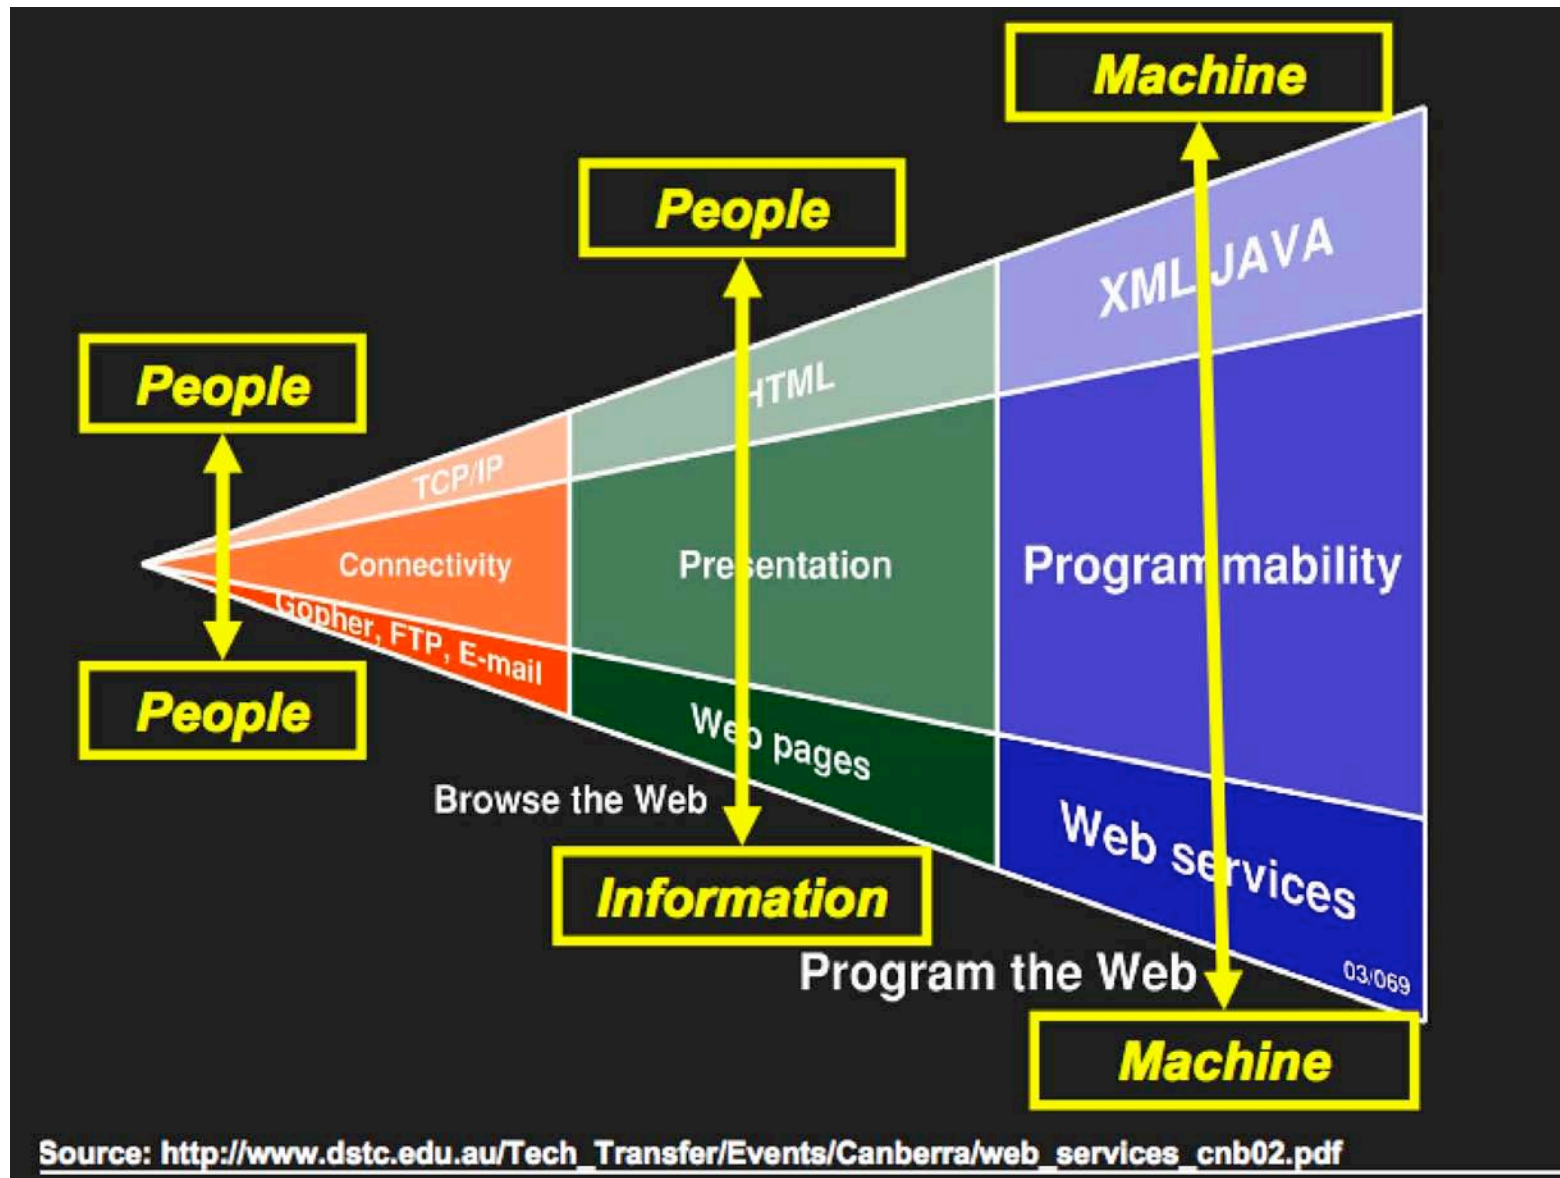 Machine
People
XML JAVA
People
HTML
TCP/IP
Connectivity
Presentation
Programmability
Gopher, FTP, E-mail
People
Web pages
Browse the Web
Web services
Information
Program the Web
03/069
Machine
Source: http://www.dstc.edu.au/Tech_Transfer/Events/Canberra/web_services_cnb02.pdf